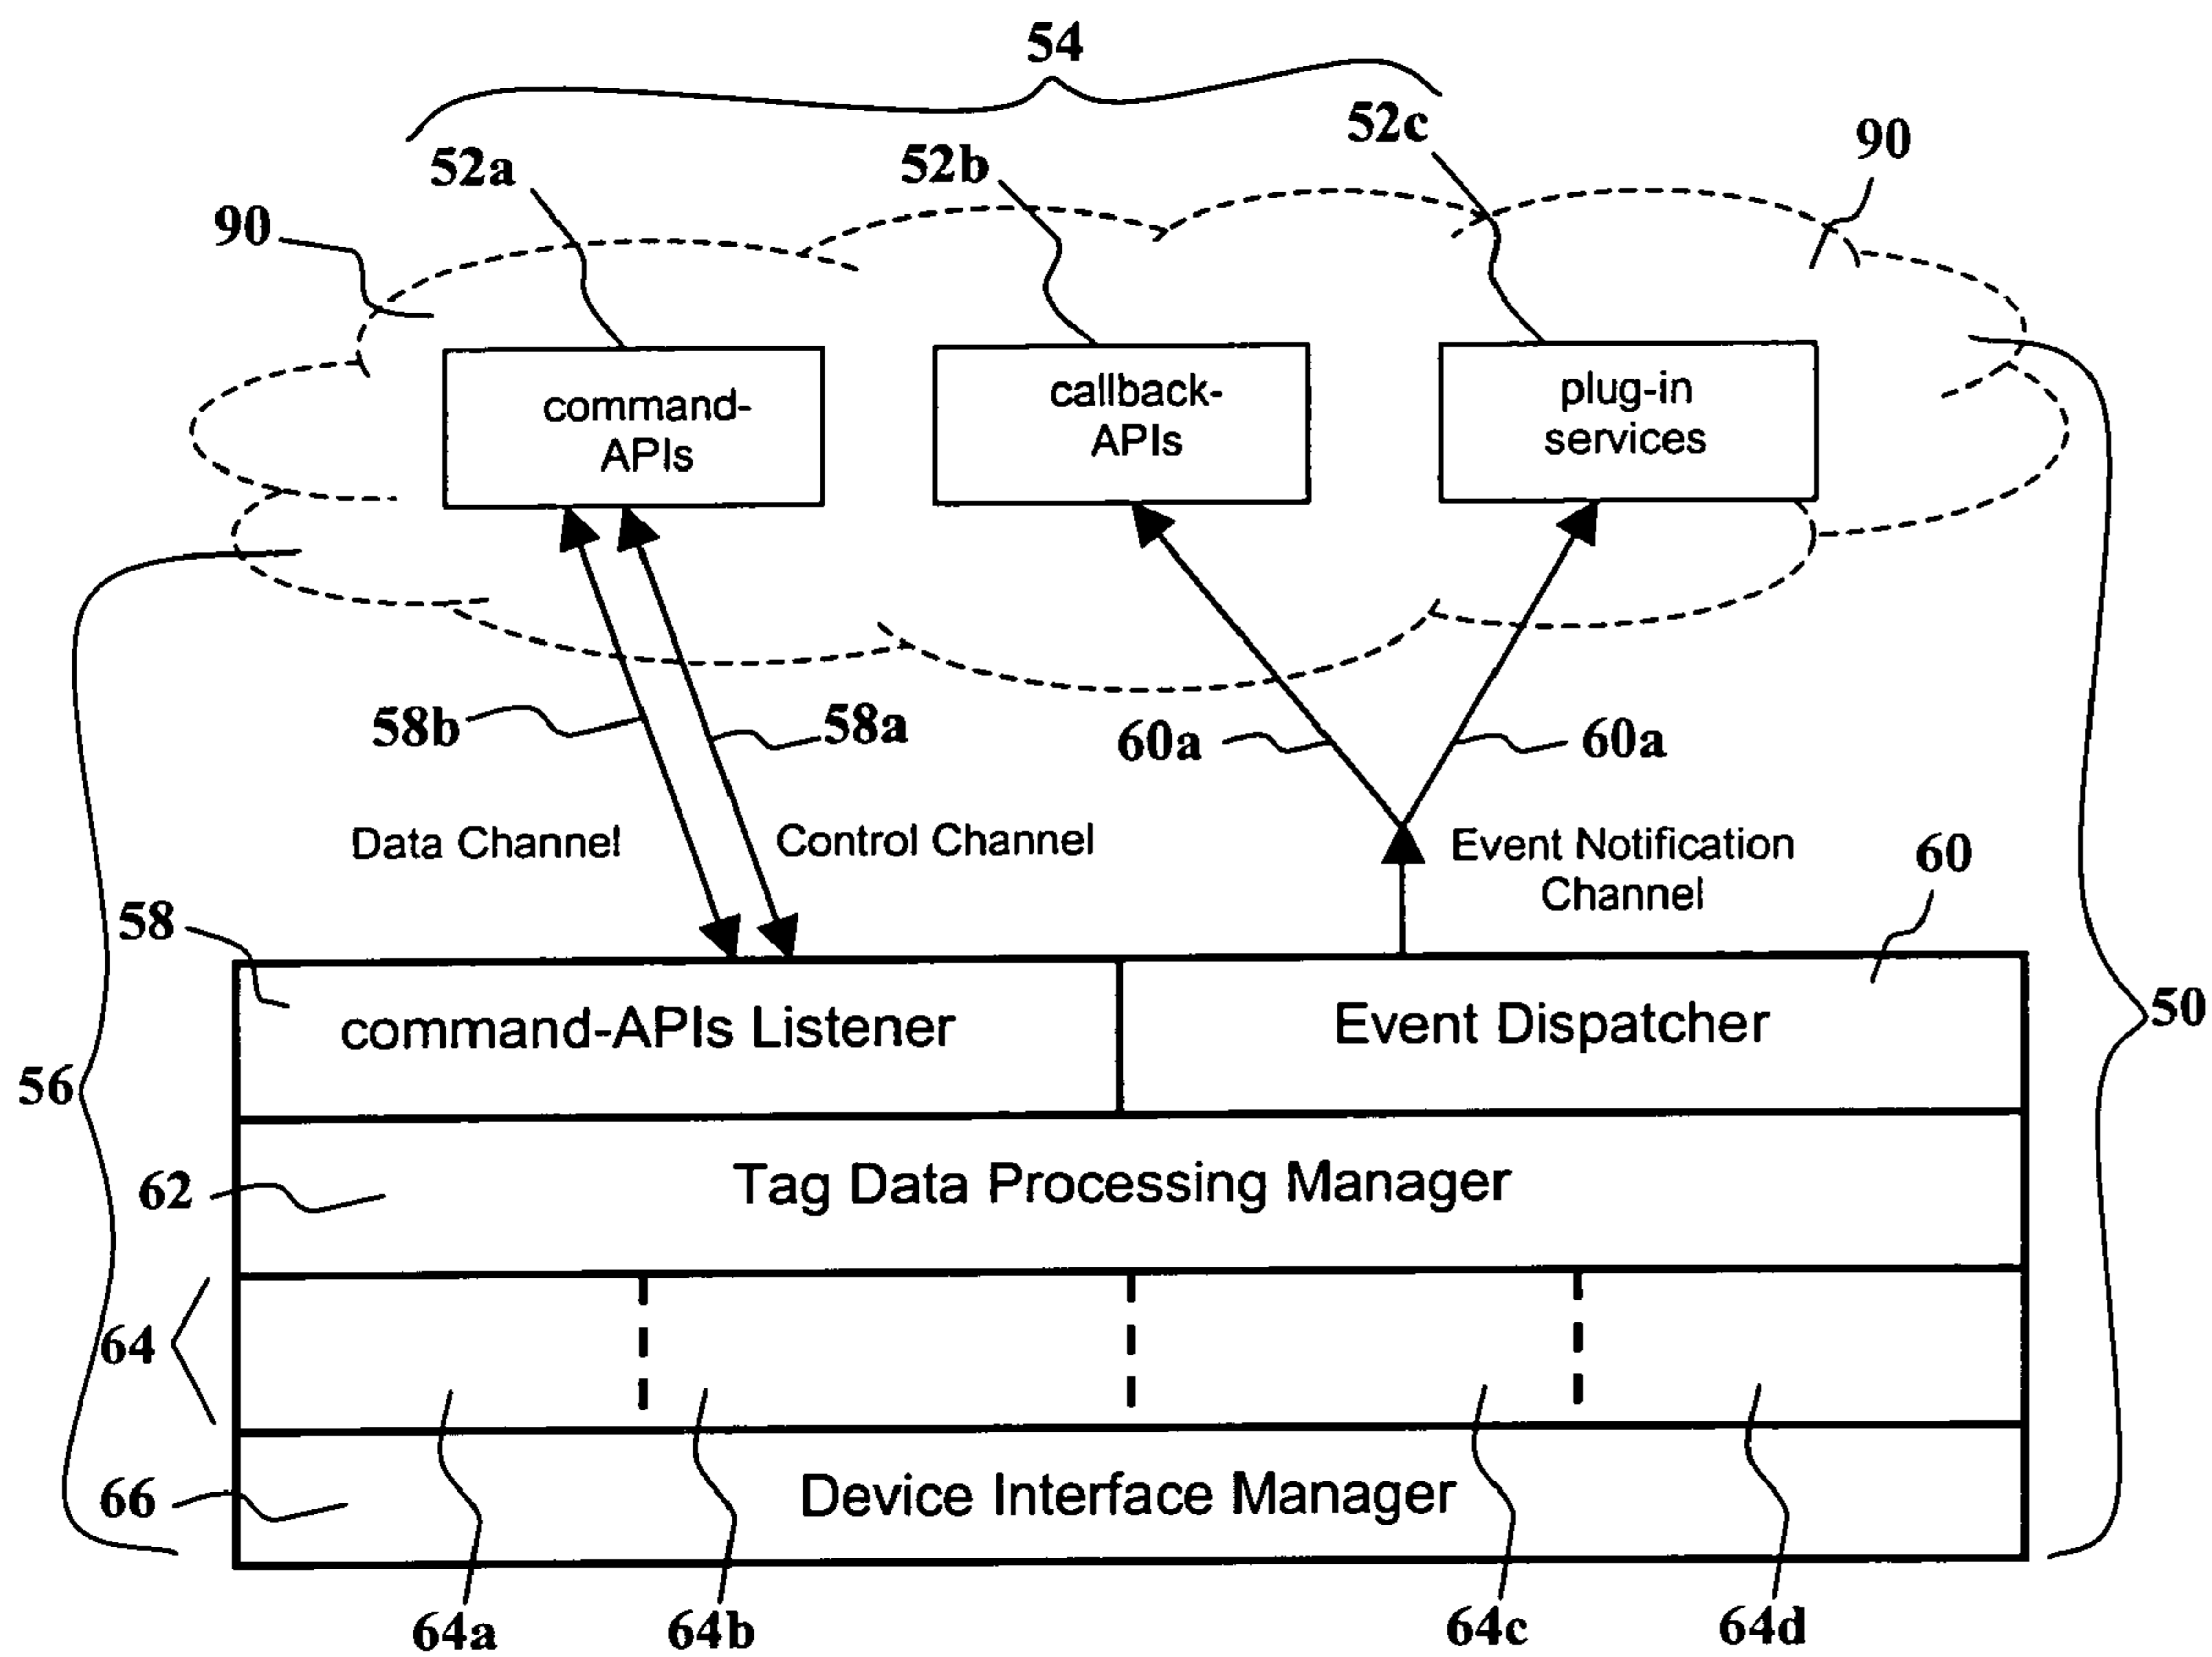 54
52a
52b
52c
90
90
command-
APIs
callback-
APIs
plug-in
services
58b
58a
60a
60a
Data Channel
Control Channel
Event Notification
Channel
60
58
command-APIs Listener
Event Dispatcher
50
56
62
Tag Data Processing Manager
64
66
Device Interface Manager
64a
64b
64c
64d